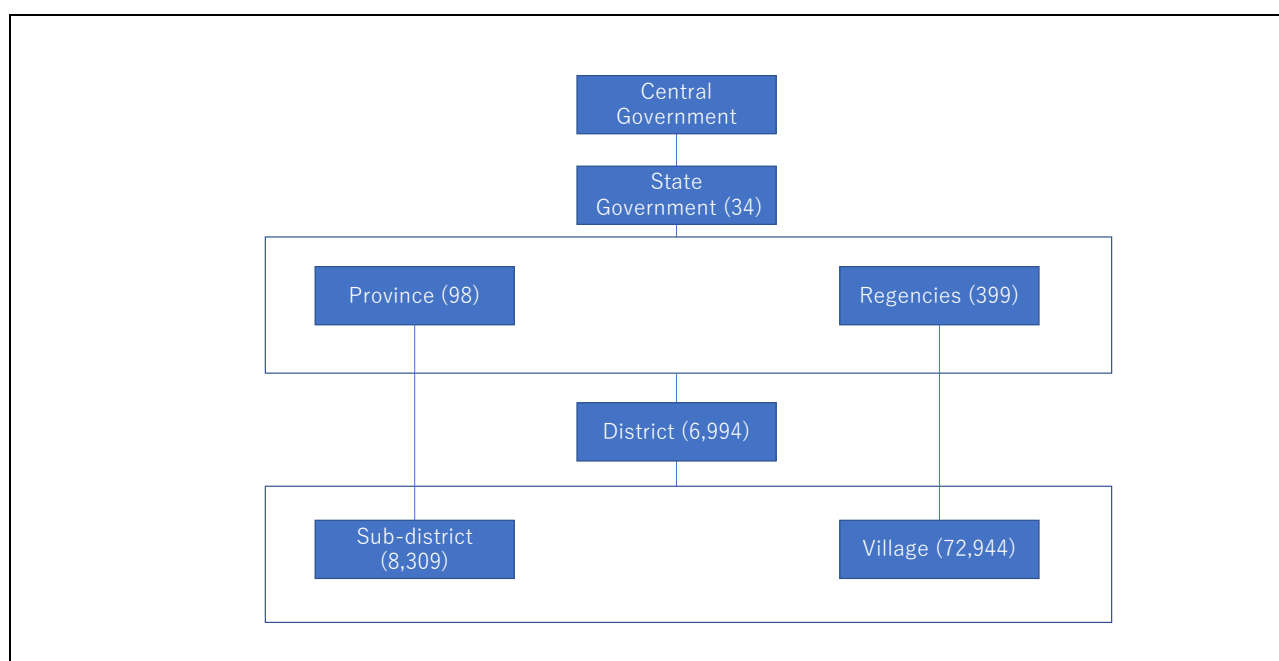 Central
Government
State
Government (34)
Province (98)
Regencies (399)
District (6,994)
Sub-district
(8,309)
Village (72,944)